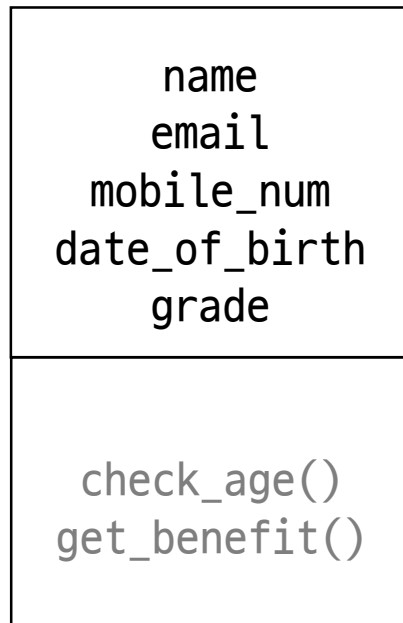 name
email
mobile_num
date_of_birth
grade
check_age()
get_benefit()